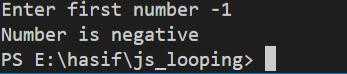 Enter first number -1
Number is negative
PS E:\hasif\js_looping>